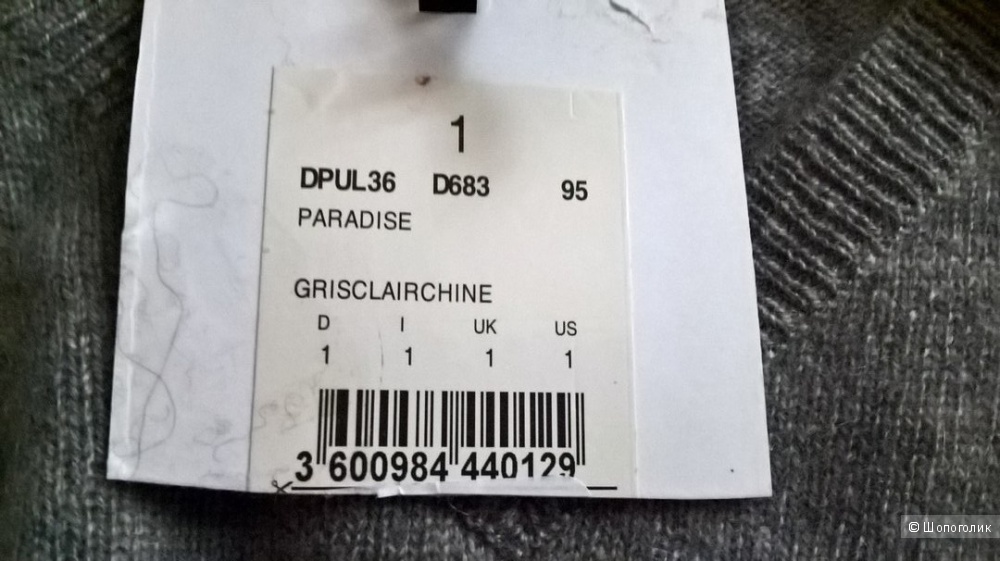 1
DPUL36 D683 95
PARADISE
GRISCLAIRCHINE
D I UK US
1 1 1 1
3 600984 440129
© Шопоголик